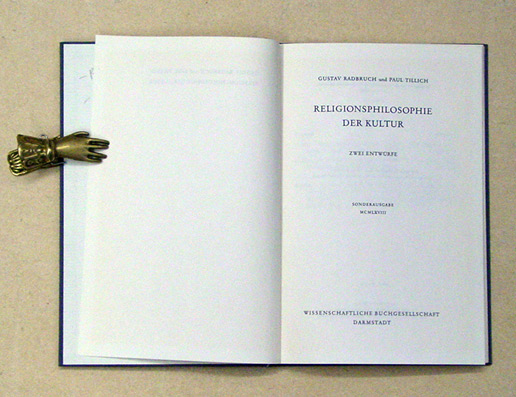 GUSTAV RADBRUCH und PAUL TILLICH
RELIGIONSPHILOSOPHIE
DER KULTUR
ZWEI ENTWÜRFE
SONDERAUSGABE
MCMLXVIII
WISSENSCHAFTLICHE BUCHGESELLSCHAFT
DARMSTADT